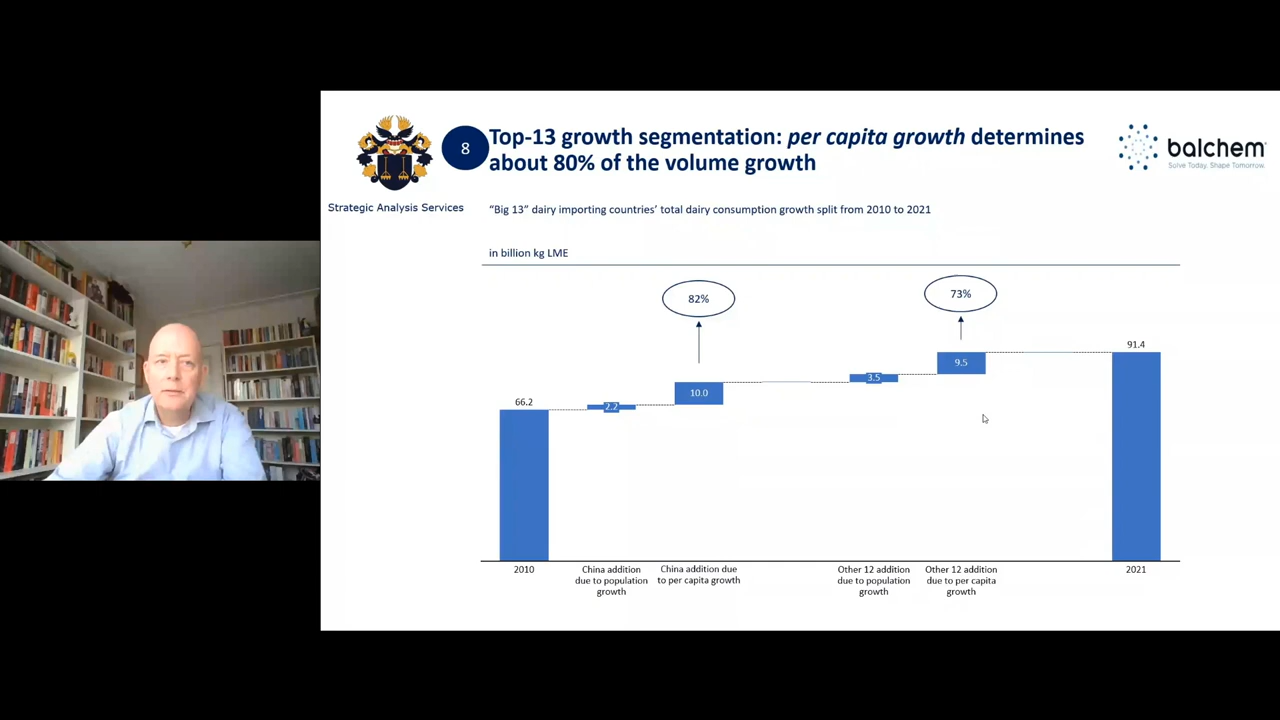 8
Top-13 growth segmentation: per capita growth determines
about 80% of the volume growth
balchem
Solve Today. Shape Tomorrow.
Strategic Analysis Services
“Big 13” dairy importing countries’ total dairy consumption growth split from 2010 to 2021
in billion kg LME
82%
73%
66.2
2.2
10.0
3.5
9.5
91.4
2010
China addition
due to population
growth
China addition due
to per capita growth
Other 12 addition
due to population
growth
Other 12 addition
due to per capita
growth
2021